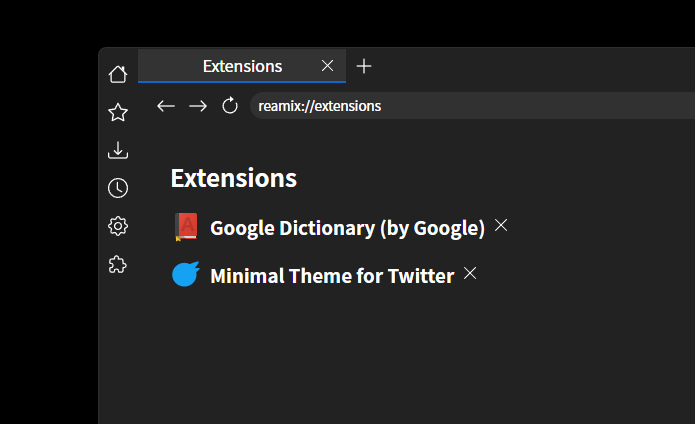 Extensions
reamix://extensions
Extensions
Google Dictionary (by Google)
Minimal Theme for Twitter